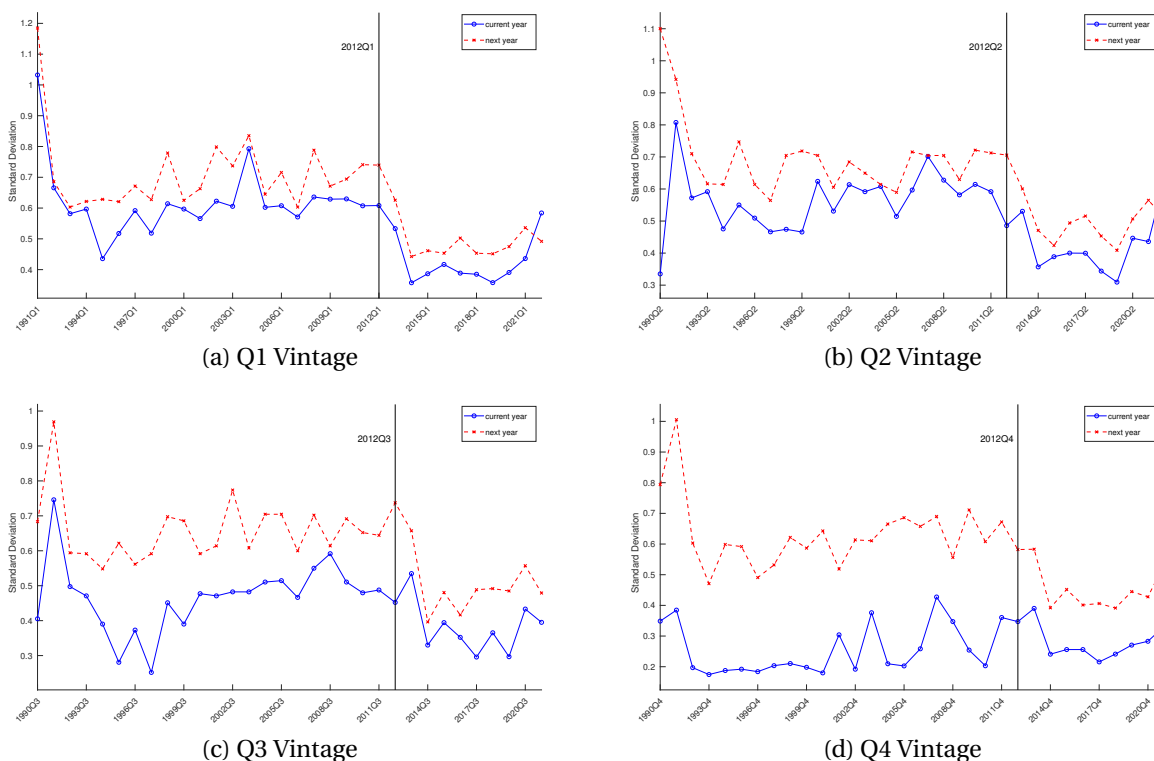 current year
next year
2012Q1
Standard Deviation
1.2
1.1
1
0.9
0.8
0.7
0.6
0.5
0.4
1991Q1 1994Q1 1997Q1 2000Q1 2003Q1 2006Q1 2009Q1 2012Q1 2015Q1 2018Q1 2021Q1
(a) Q1 Vintage
current year
next year
2012Q2
Standard Deviation
1.1
1
0.9
0.8
0.7
0.6
0.5
0.4
0.3
1990Q2 1993Q2 1996Q2 1999Q2 2002Q2 2005Q2 2008Q2 2011Q2 2014Q2 2017Q2 2020Q2
(b) Q2 Vintage
current year
next year
2012Q3
Standard Deviation
1
0.9
0.8
0.7
0.6
0.5
0.4
0.3
1990Q3 1993Q3 1996Q3 1999Q3 2002Q3 2005Q3 2008Q3 2011Q3 2014Q3 2017Q3 2020Q3
(c) Q3 Vintage
current year
next year
2012Q4
Standard Deviation
1
0.9
0.8
0.7
0.6
0.5
0.4
0.3
0.2
1990Q4 1993Q4 1996Q4 1999Q4 2002Q4 2005Q4 2008Q4 2011Q4 2014Q4 2017Q4 2020Q4
(d) Q4 Vintage